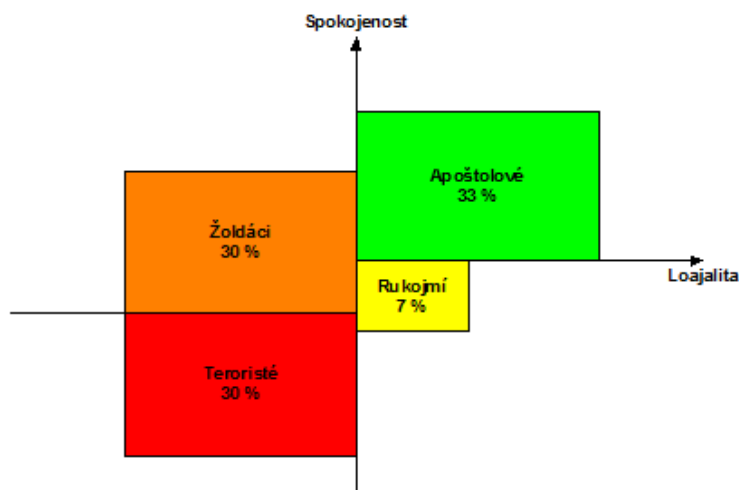 Spokojenost
Apoštolové
33 %
Žoldáci
30 %
Loajalita
Rukojmí
7 %
Teroristé
30 %